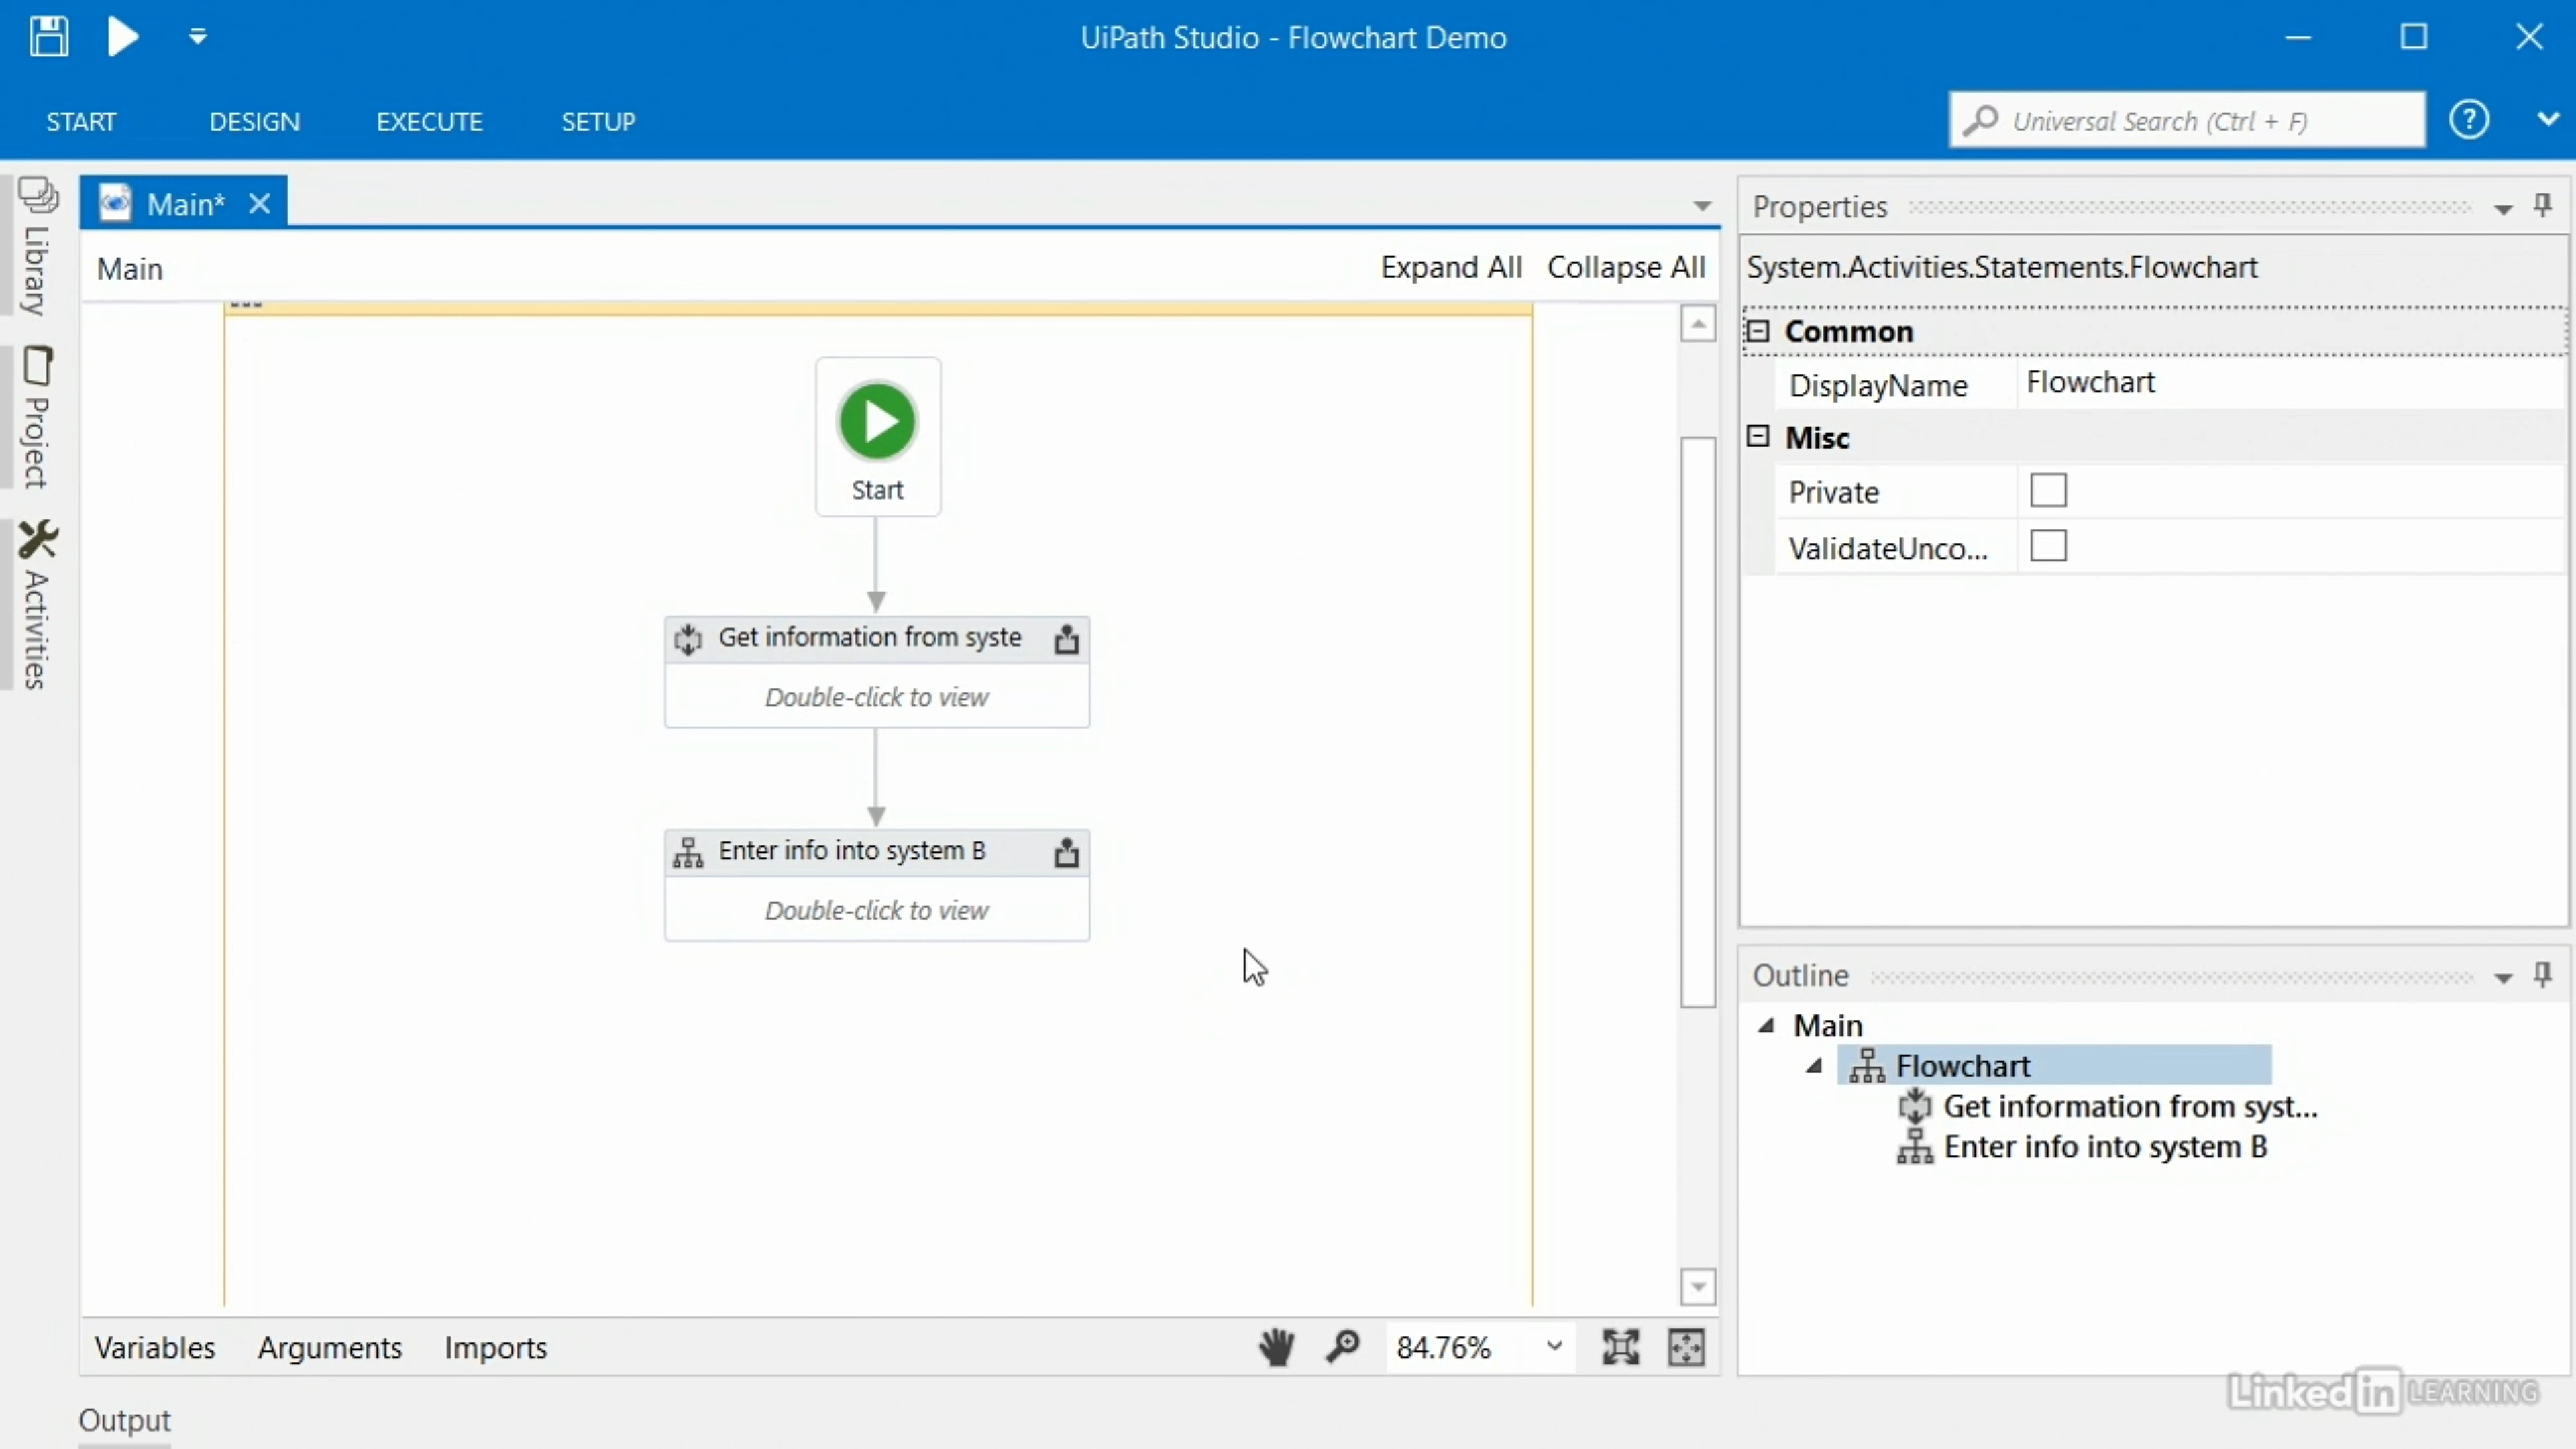 UiPath Studio - Flowchart Demo
START DESIGN EXECUTE SETUP
Universal Search (Ctrl + F)
Library
Project
Activities
Main*
Main
Expand All Collapse All
Start
Get information from syste
Double-click to view
Enter info into system B
Double-click to view
Variables Arguments Imports
84.76%
Output
Properties
System.Activities.Statements.Flowchart
Common
DisplayName Flowchart
Misc
Private
ValidateUnco...
Outline
Main
Flowchart
Get information from syst...
Enter info into system B
Linked in LEARNING